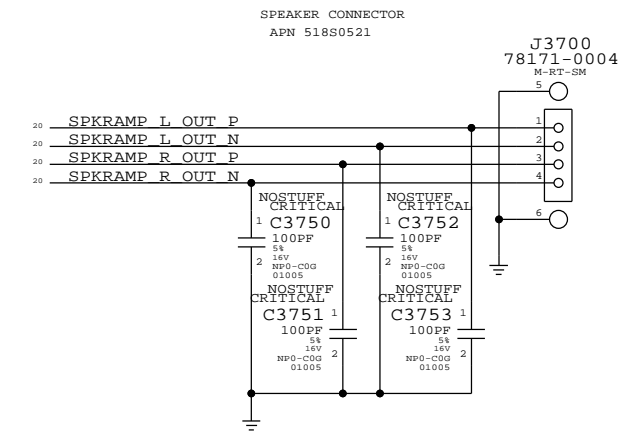 SPEAKER CONNECTOR
APN 518S0521
J3700
78171-0004
M-RT-SM
5
20 SPKRAMP_L_OUT_P 1
20 SPKRAMP_L_OUT_N 2
20 SPKRAMP_R_OUT_P 3
20 SPKRAMP_R_OUT_N 4
6
NOSTUFF
CRITICAL
1 C3750
100PF
5%
16V
2 NP0-C0G
01005
NOSTUFF
CRITICAL
1 C3752
100PF
5%
16V
2 NP0-C0G
01005
NOSTUFF
CRITICAL
C3751 1
100PF
5%
16V
NP0-C0G 2
01005
NOSTUFF
CRITICAL
C3753 1
100PF
5%
16V
NP0-C0G 2
01005